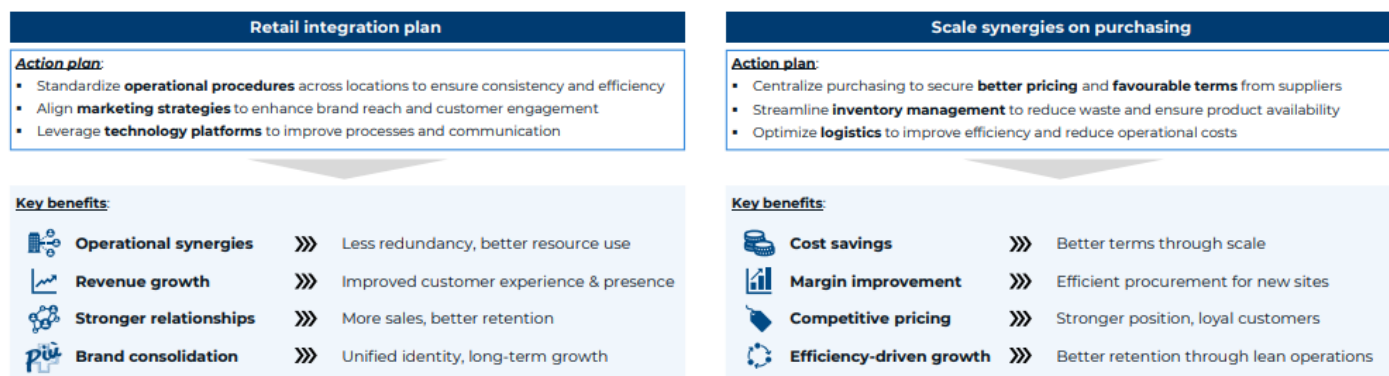 Retail integration plan
Action plan:
▪ Standardize operational procedures across locations to ensure consistency and efficiency
▪ Align marketing strategies to enhance brand reach and customer engagement
▪ Leverage technology platforms to improve processes and communication
Key benefits:
Operational synergies »» Less redundancy, better resource use
Revenue growth »» Improved customer experience & presence
Stronger relationships »» More sales, better retention
più Brand consolidation »» Unified identity, long-term growth
Scale synergies on purchasing
Action plan:
▪ Centralize purchasing to secure better pricing and favourable terms from suppliers
▪ Streamline inventory management to reduce waste and ensure product availability
▪ Optimize logistics to improve efficiency and reduce operational costs
Key benefits:
Cost savings »» Better terms through scale
Margin improvement »» Efficient procurement for new sites
Competitive pricing »» Stronger position, loyal customers
Efficiency-driven growth »» Better retention through lean operations